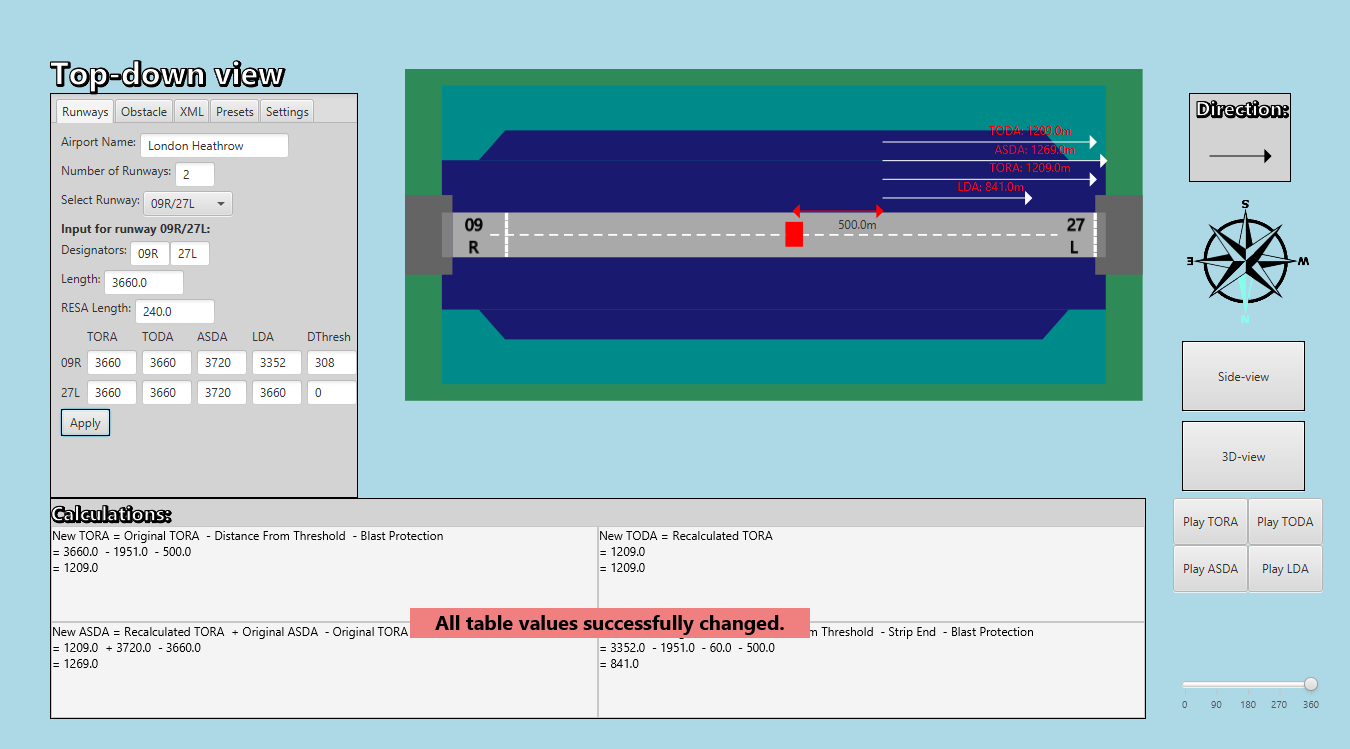 Top-down view
Runways Obstacle XML Presets Settings
Airport Name: London Heathrow
Number of Runways: 2
Select Runway: 09R/27L
Input for runway 09R/27L:
Designators: 09R 27L
Length: 3660.0
RESA Length: 240.0
TORA TODA ASDA LDA DThresh
09R 3660 3660 3720 3352 308
27L 3660 3660 3720 3660 0
Apply
TODA: 1209.0m
ASDA: 1269.0m
TORA: 1209.0m
LDA: 841.0m
500.0m
09
R
27
L
Direction:
S
E W
N
Side-view
3D-view
Play TORA Play TODA
Play ASDA Play LDA
0 90 180 270 360
Calculations:
New TORA = Original TORA - Distance From Threshold - Blast Protection
= 3660.0 - 1951.0 - 500.0
= 1209.0
New TODA = Recalculated TORA
= 1209.0
= 1209.0
All table values successfully changed.
New ASDA = Recalculated TORA + Original ASDA - Original TORA
= 1209.0 + 3720.0 - 3660.0
= 1269.0
Threshold - Strip End - Blast Protection
= 3352.0 - 1951.0 - 60.0 - 500.0
= 841.0